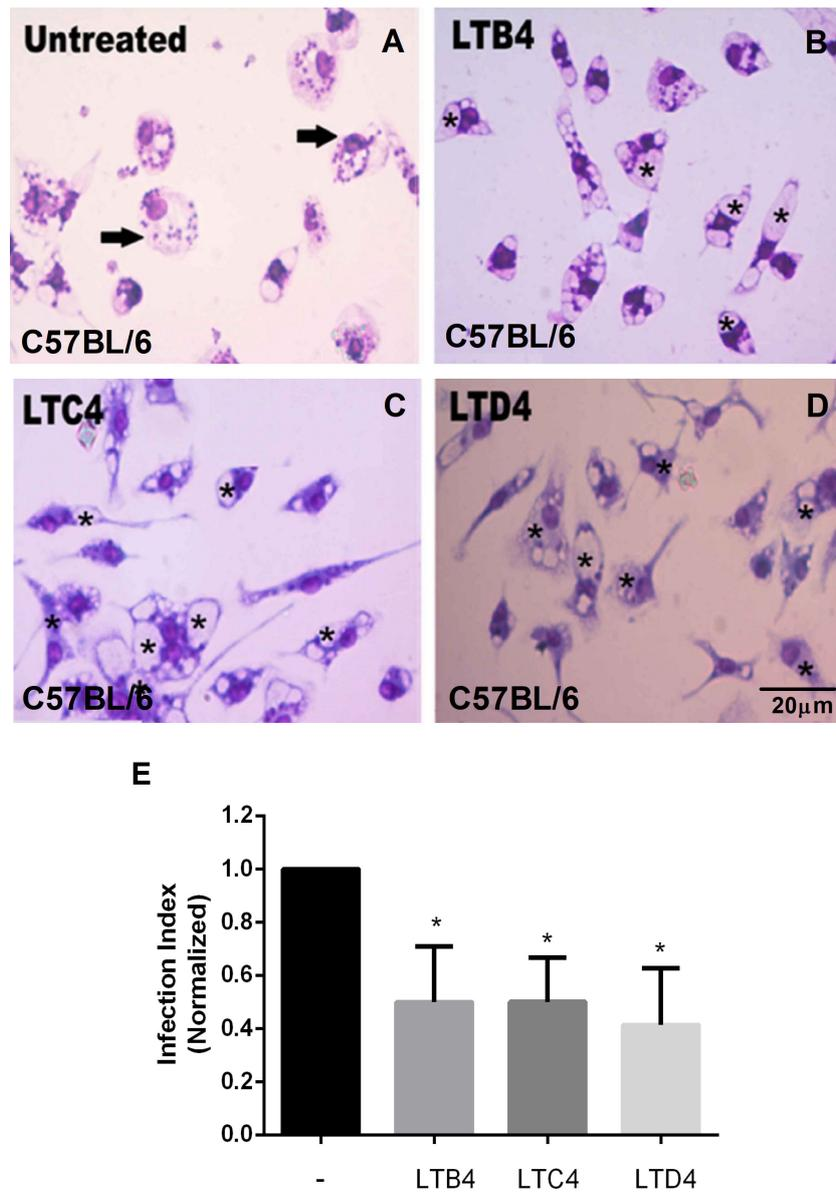 Untreated A
C57BL/6
LTB4 B
C57BL/6
LTC4 C
C57BL/6
LTD4 D
C57BL/6
20μm
E
Infection Index
(Normalized)
1.2
1.0
0.8
0.6
0.4
0.2
0.0
* * *
- LTB4 LTC4 LTD4